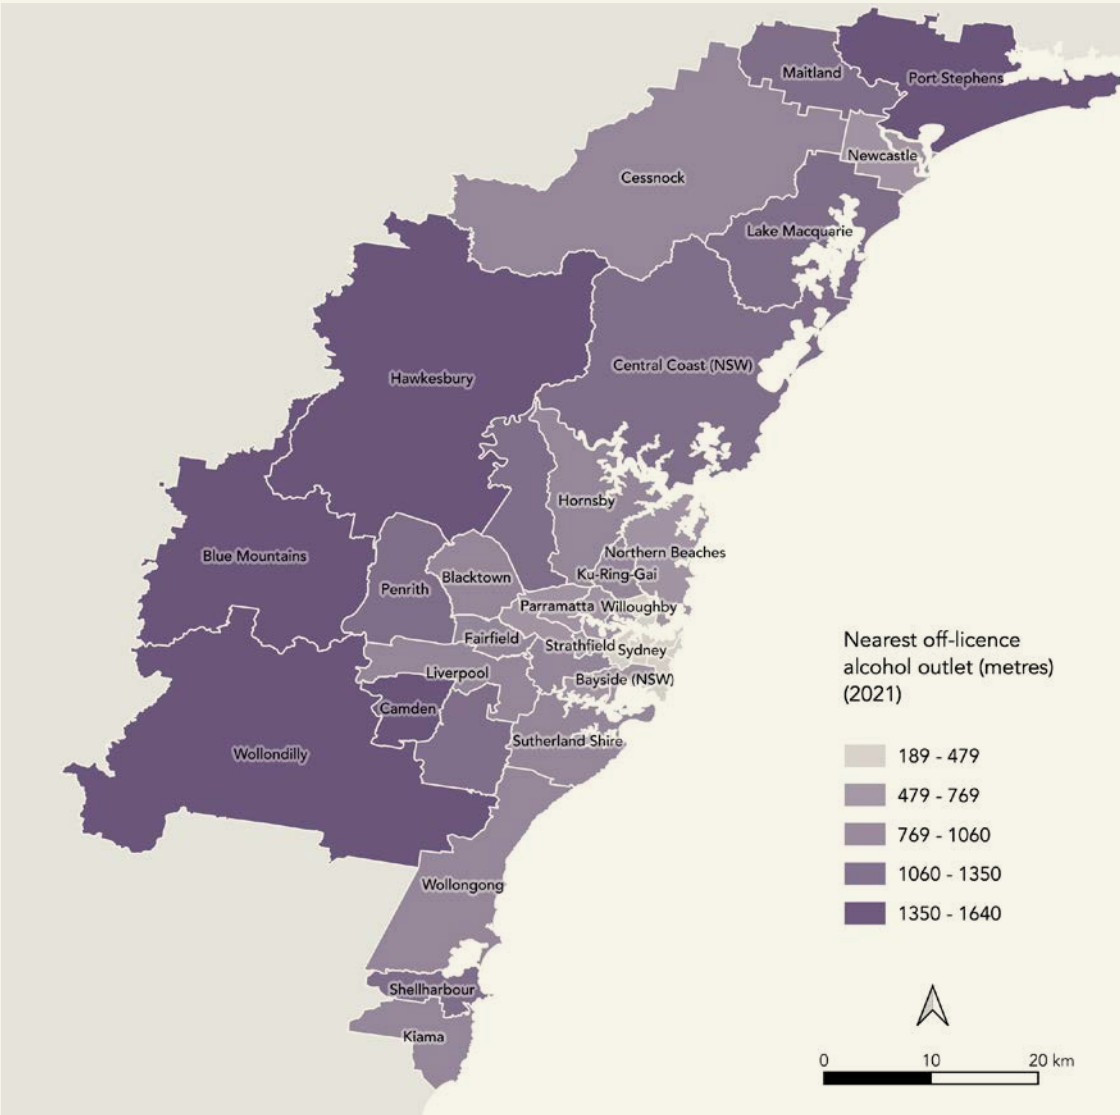 Maitland
Port Stephens
Newcastle
Cessnock
Lake Macquarie
Central Coast (NSW)
Hawkesbury
Hornsby
Blue Mountains
Northern Beaches
Ku-Ring-Gai
Blacktown
Penrith
Parramatta
Willoughby
Fairfield
Strathfield
Sydney
Liverpool
Bayside (NSW)
Camden
Sutherland Shire
Wollondilly
Wollongong
Shellharbour
Kiama
Nearest off-licence
alcohol outlet (metres)
(2021)
189 - 479
479 - 769
769 - 1060
1060 - 1350
1350 - 1640
0 10 20 km